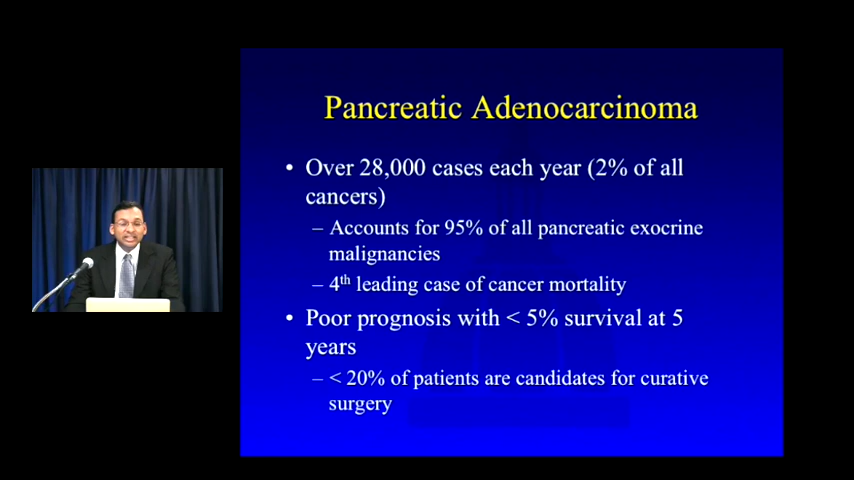 Pancreatic Adenocarcinoma
• Over 28,000 cases each year (2% of all
cancers)
– Accounts for 95% of all pancreatic exocrine
malignancies
– 4th leading case of cancer mortality
• Poor prognosis with < 5% survival at 5
years
– < 20% of patients are candidates for curative
surgery